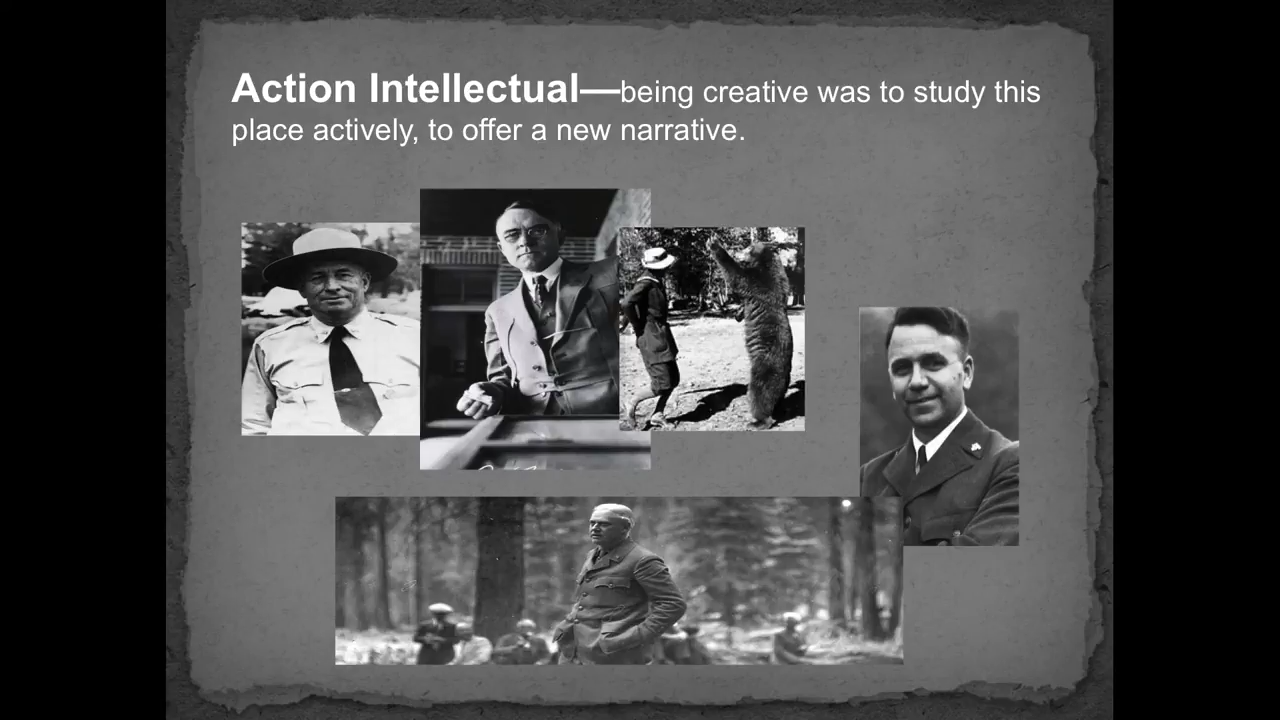 Action Intellectual—being creative was to study this
place actively, to offer a new narrative.